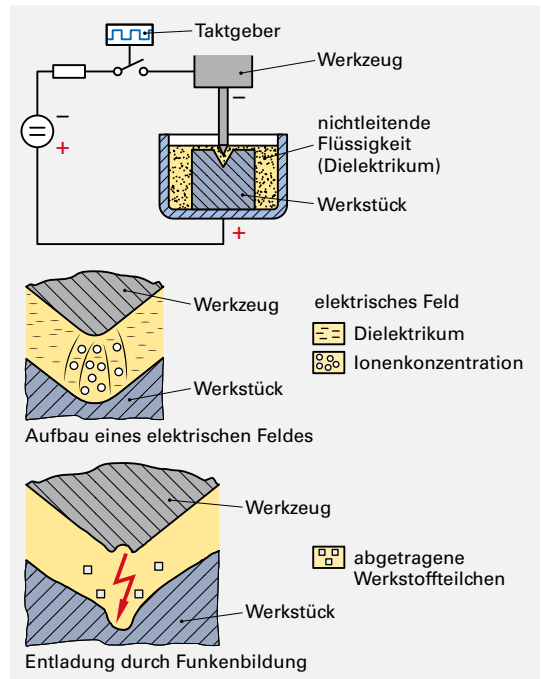 Taktgeber
Werkzeug
−
−
+
nichtleitende
Flüssigkeit
(Dielektrikum)
Werkstück
+
Werkzeug
elektrisches Feld
Dielektrikum
Ionenkonzentration
Werkstück
Aufbau eines elektrischen Feldes
Werkzeug
abgetragene
Werkstoffteilchen
Werkstück
Entladung durch Funkenbildung